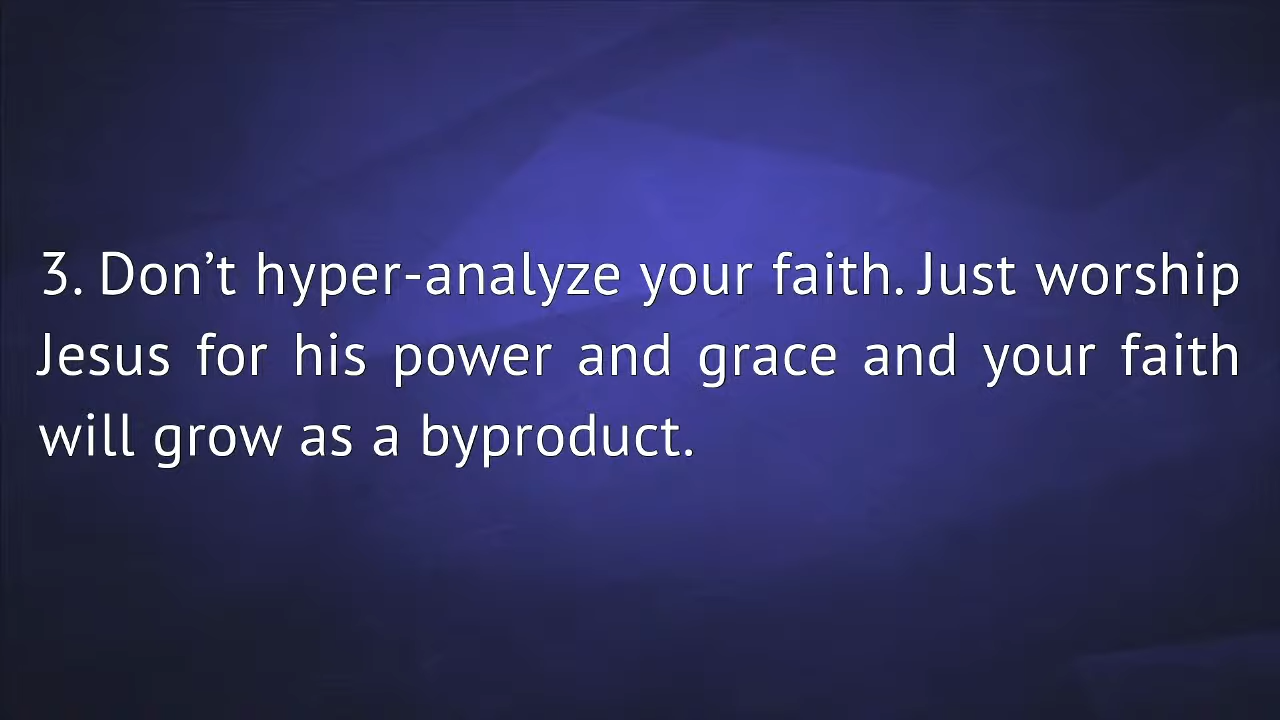 3. Don’t hyper-analyze your faith. Just worship
Jesus for his power and grace and your faith
will grow as a byproduct.